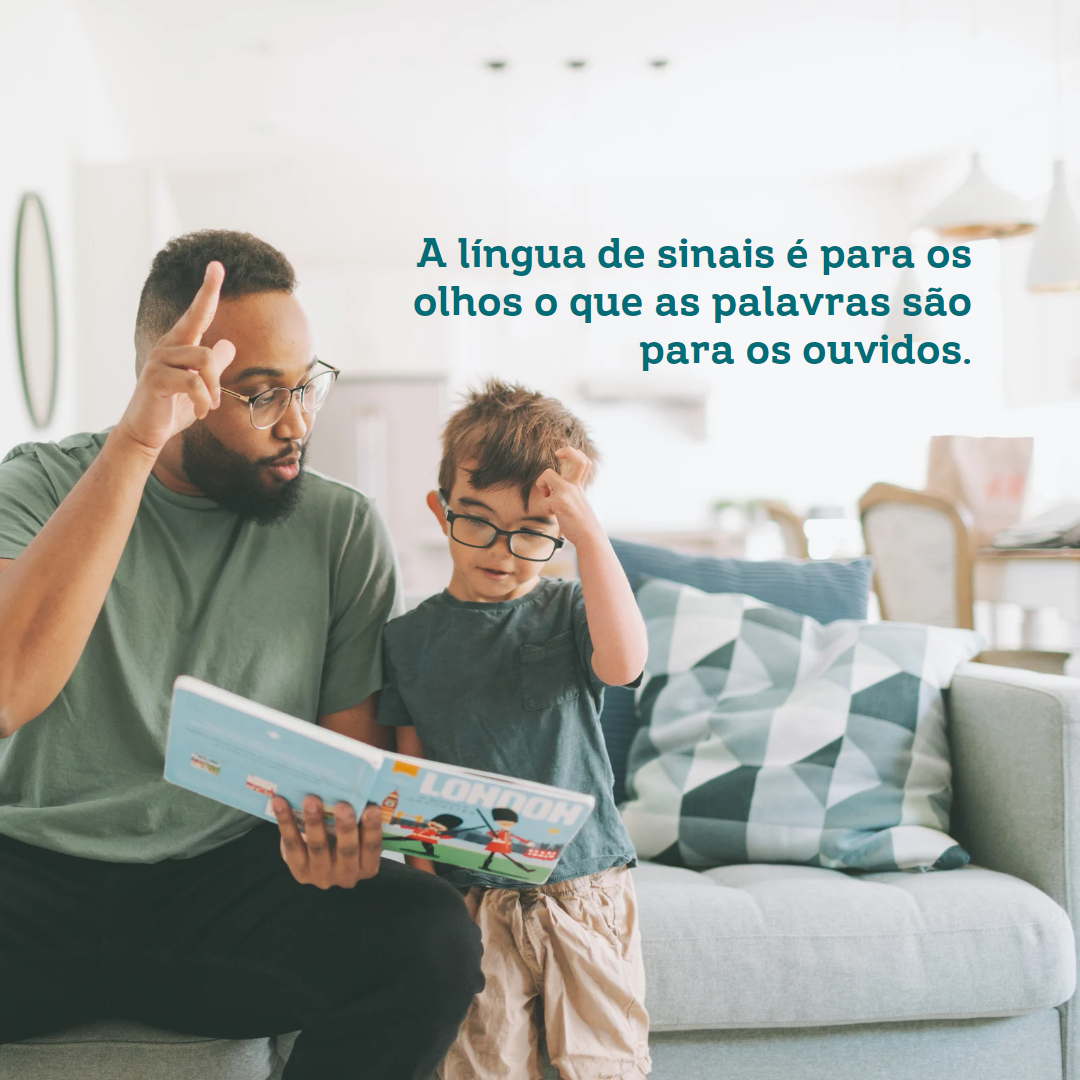 A língua de sinais é para os
olhos o que as palavras são
para os ouvidos.
LONDON